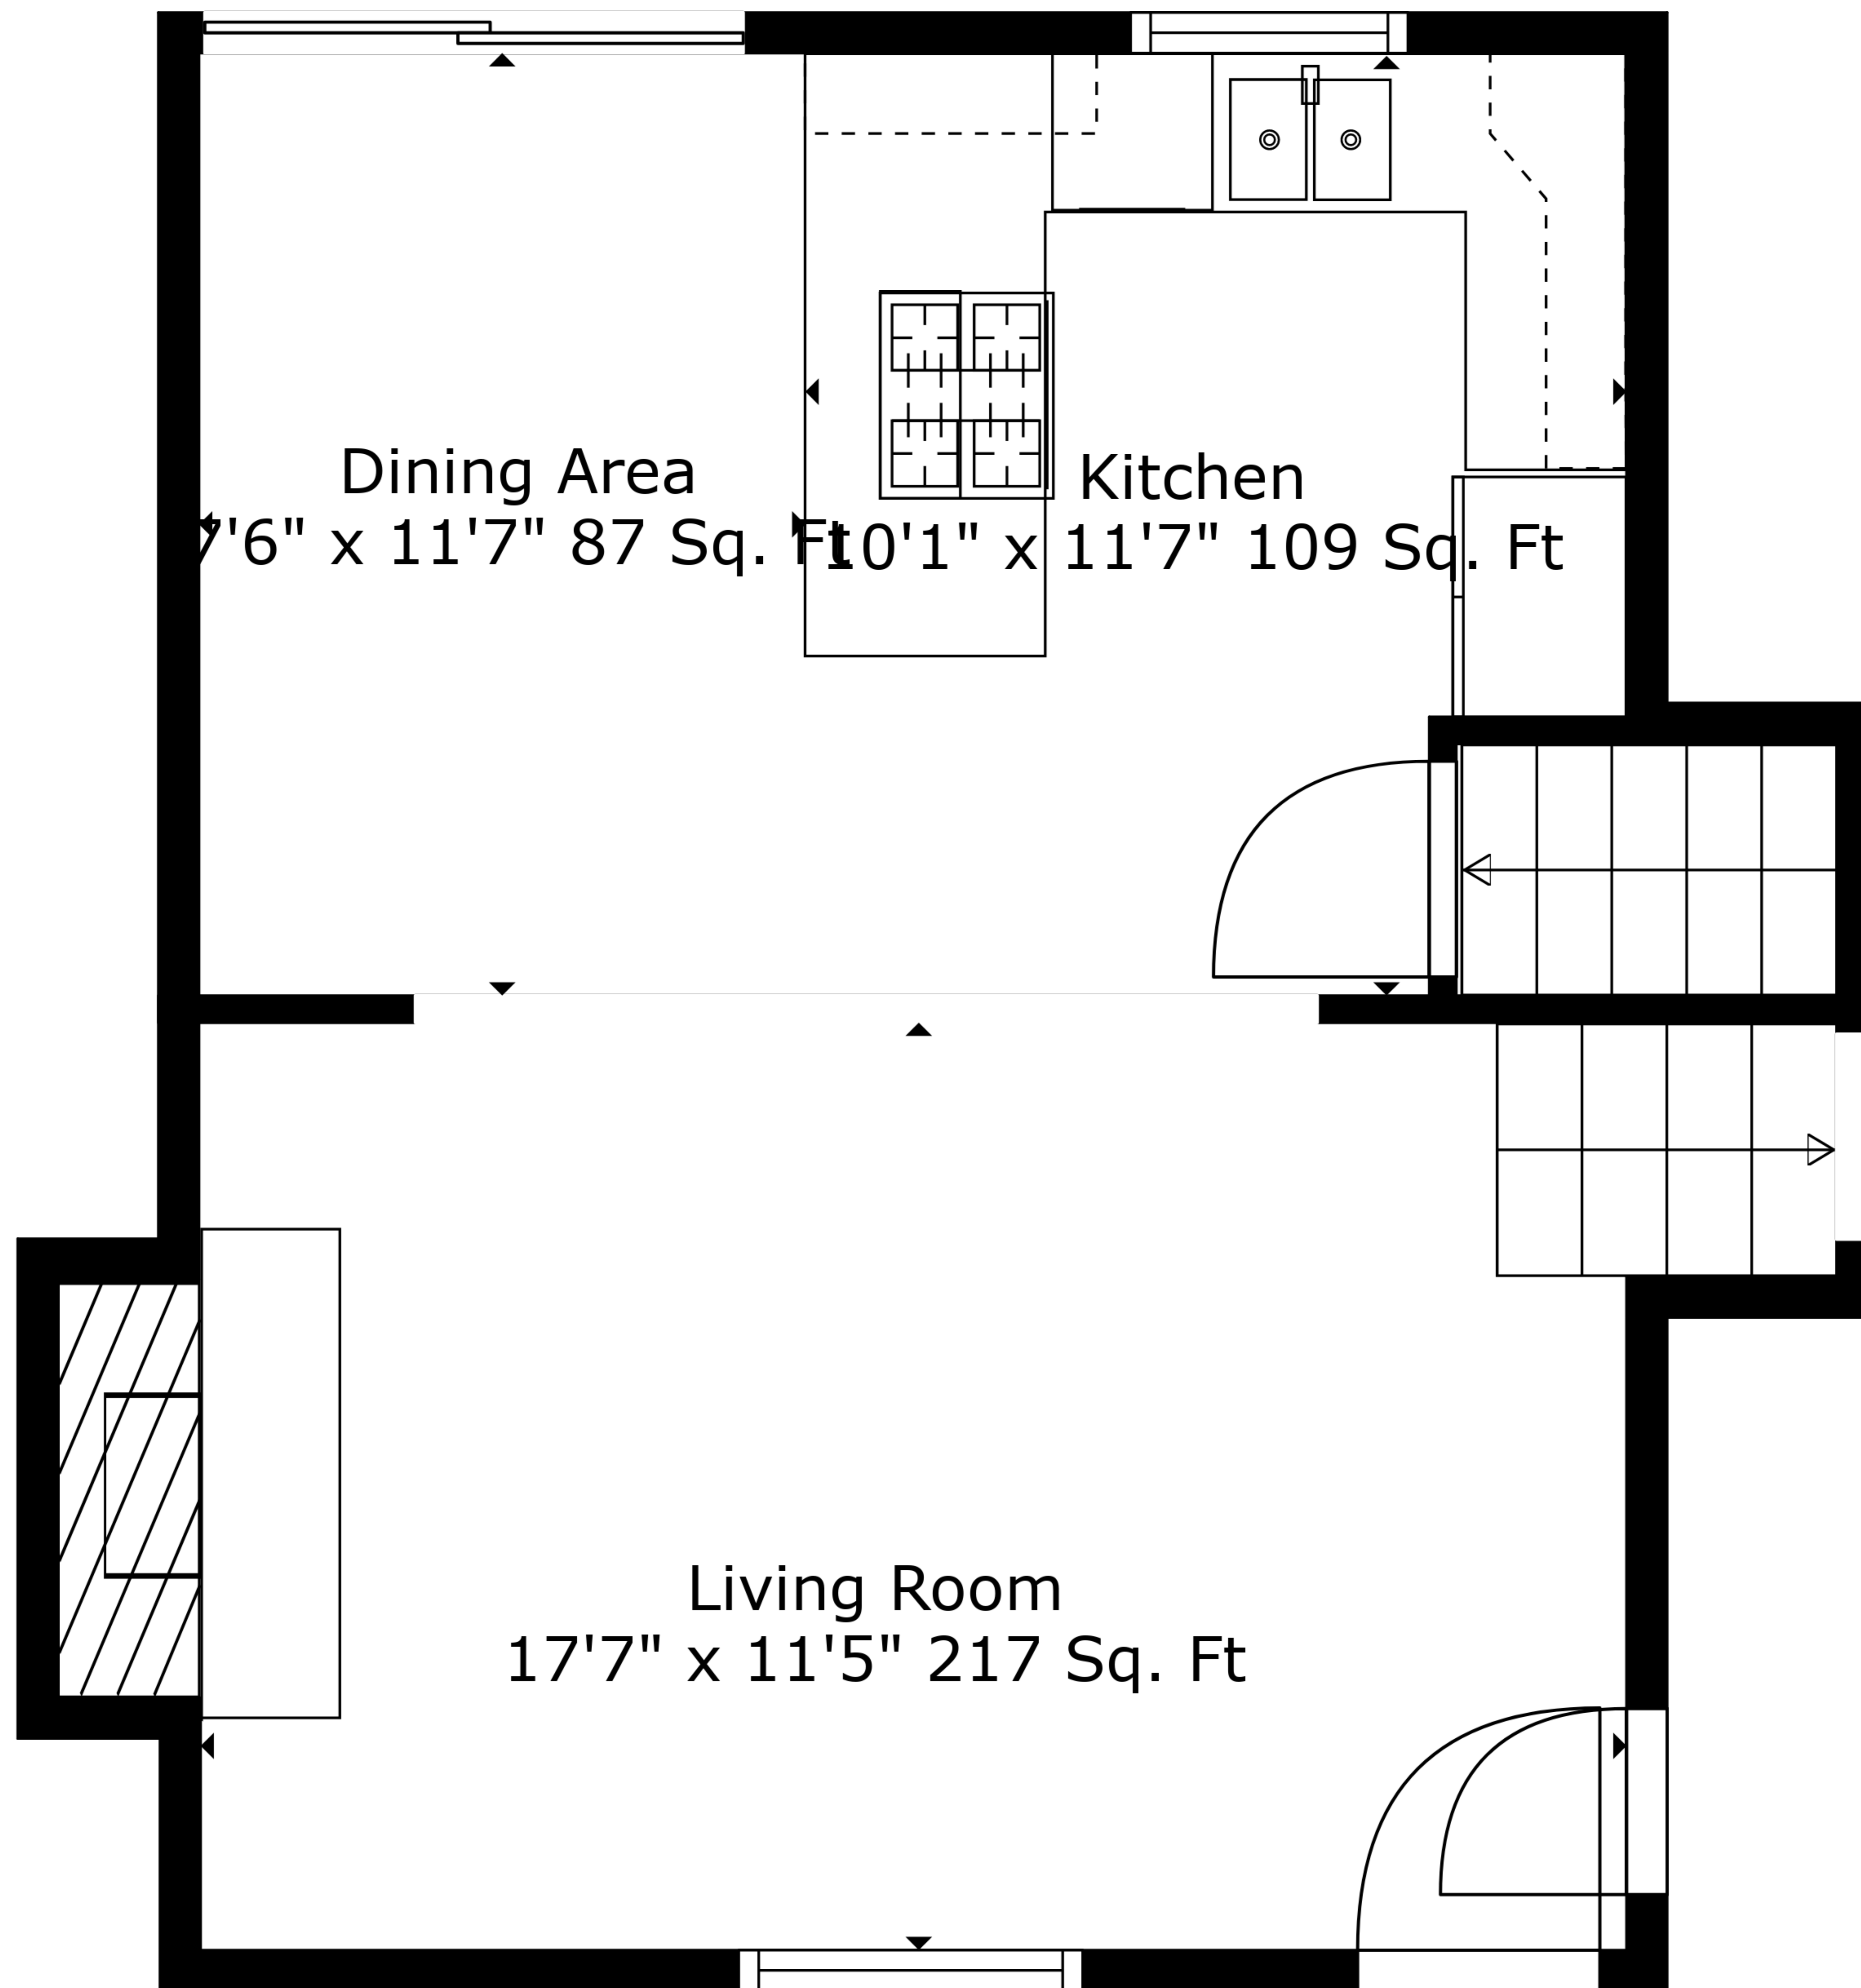 Dining Area
7'6" x 11'7" 87 Sq. Ft
Kitchen
10'1" x 11'7" 109 Sq. Ft
Living Room
17'7" x 11'5" 217 Sq. Ft